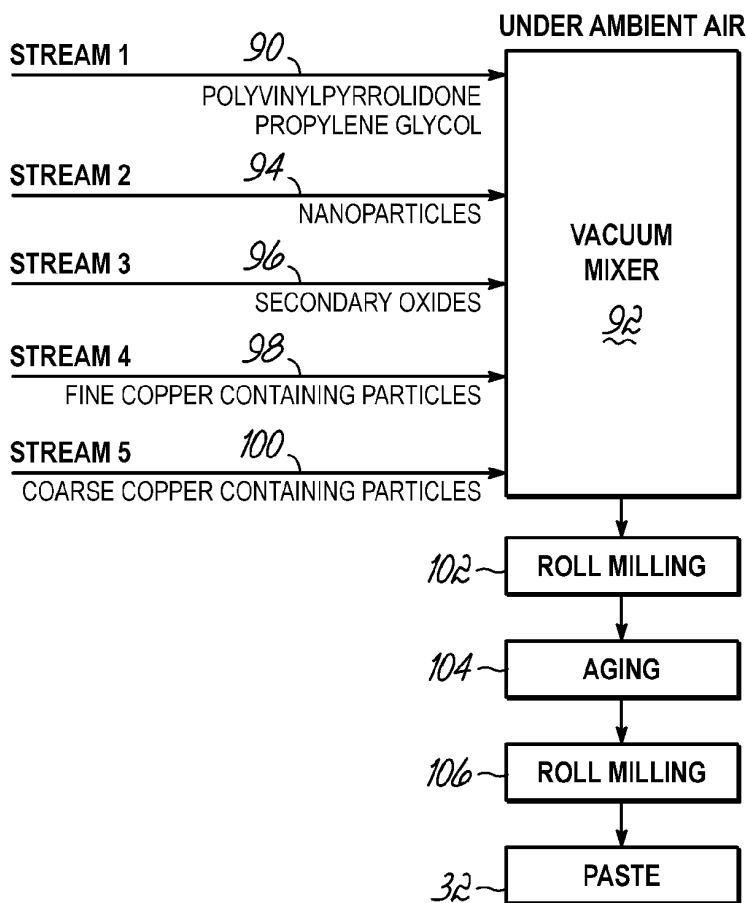 UNDER AMBIENT AIR
STREAM 1
90
POLYVINYLPYRROLIDONE
PROPYLENE GLYCOL
STREAM 2
94
NANOPARTICLES
STREAM 3
96
SECONDARY OXIDES
STREAM 4
98
FINE COPPER CONTAINING PARTICLES
STREAM 5
100
COARSE COPPER CONTAINING PARTICLES
VACUUM
MIXER
92
102
ROLL MILLING
104
AGING
106
ROLL MILLING
32
PASTE